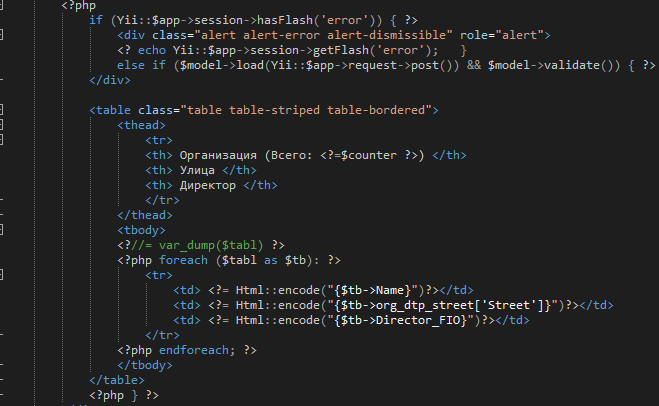 <?php
if (Yii::$app->session->hasFlash('error')) { ?>
<div class="alert alert-error alert-dismissible" role="alert">
<? echo Yii::$app->session->getFlash('error');   }
else if ($model->load(Yii::$app->request->post()) && $model->validate()) { ?>
</div>
<table class="table table-striped table-bordered">
<thead>
<tr>
<th> Организация (Всего: <?=$counter ?>) </th>
<th> Улица </th>
<th> Директор </th>
</tr>
</thead>
<tbody>
<?//= var_dump($tabl) ?>
<?php foreach ($tabl as $tb): ?>
<tr>
<td> <?= Html::encode("{$tb->Name}")?></td>
<td> <?= Html::encode("{$tb->org_dtp_street['Street']}")?></td>
<td> <?= Html::encode("{$tb->Director_FIO}")?></td>
</tr>
<?php endforeach; ?>
</tbody>
</table>
<?php } ?>